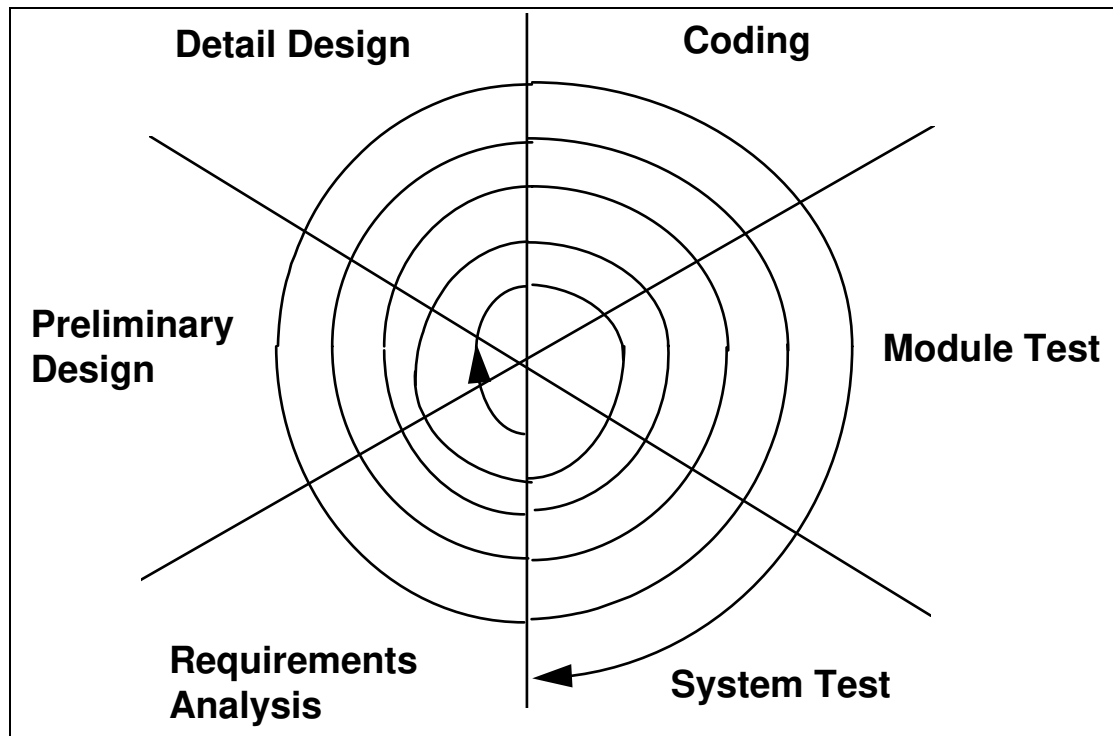 Detail Design
Coding
Preliminary
Design
Module Test
Requirements
Analysis
System Test